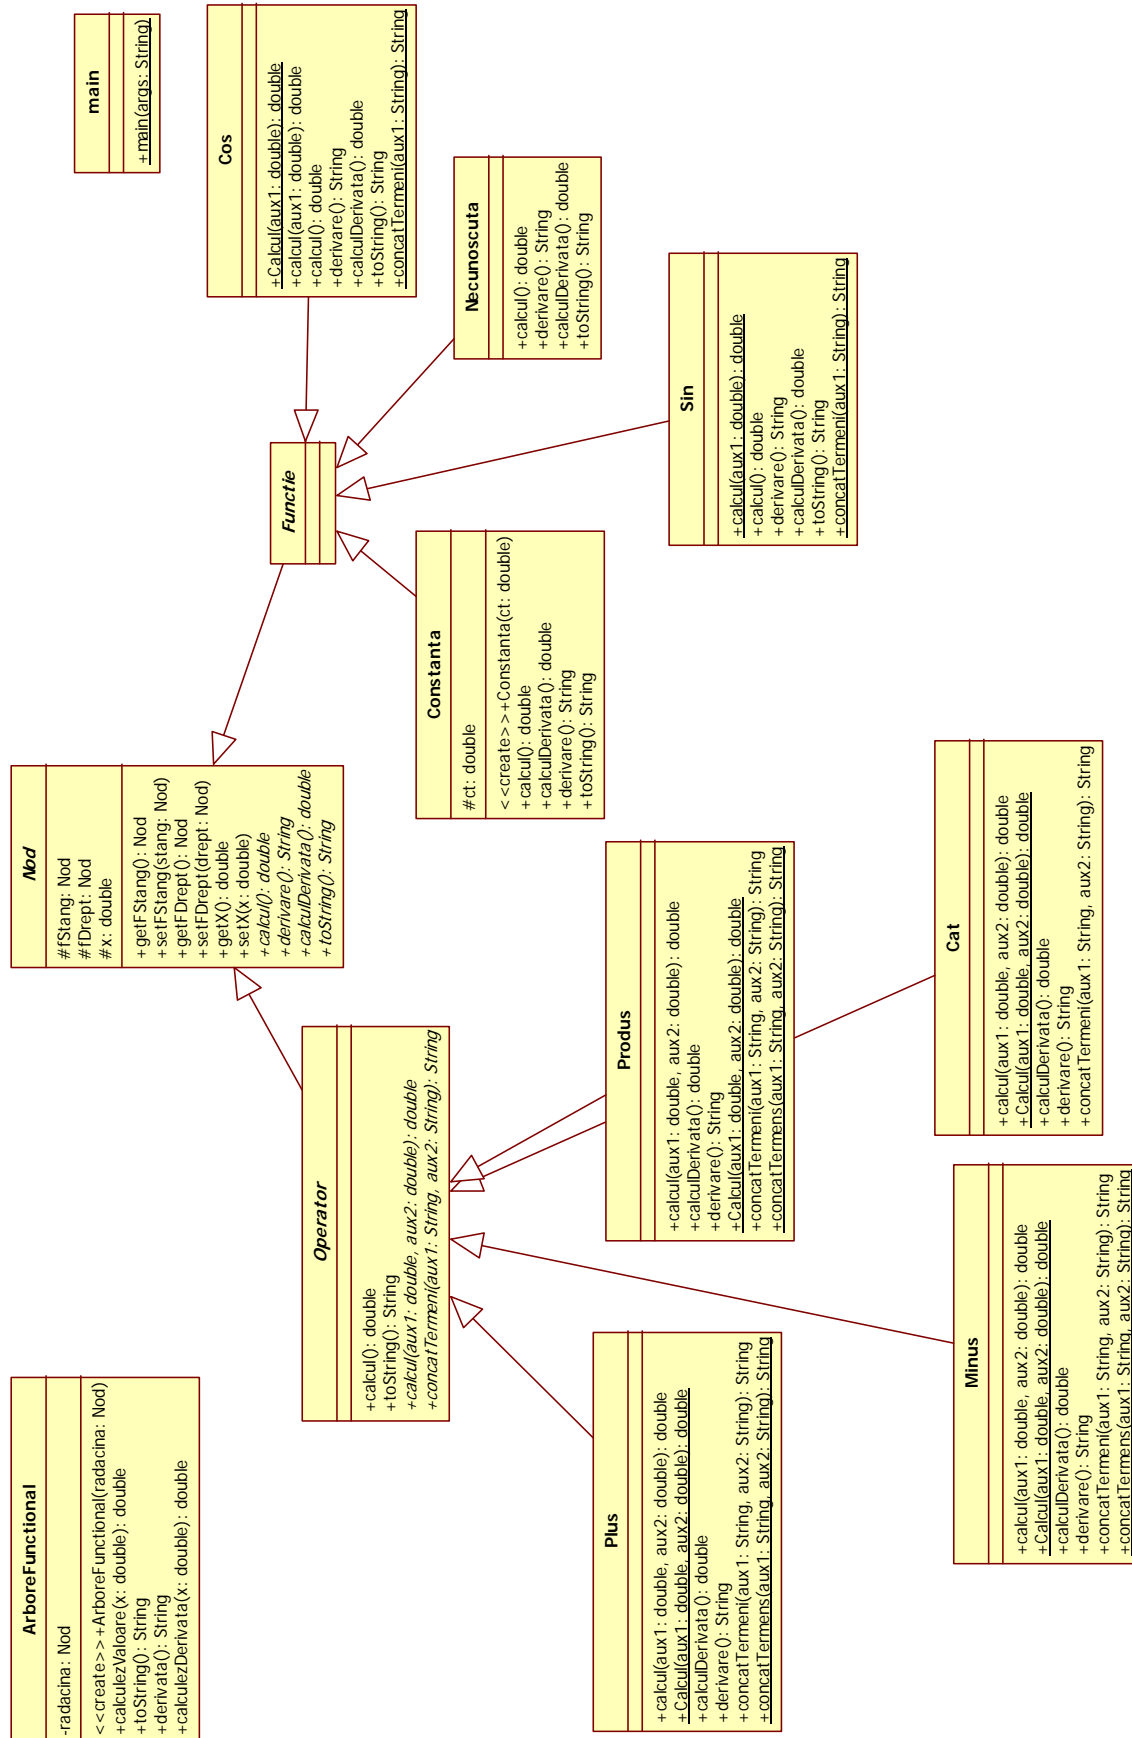 ArboreFunctional
-radacina: Nod
<<create>>+ArboreFunctional(radacina: Nod)
+calculezValoare(x: double): double
+toString(): String
+derivata(): String
+calculezDerivata(x: double): double
Nod
#fStang: Nod
#fDrept: Nod
#x: double
+getFStang(): Nod
+setFStang(stang: Nod)
+getFDrept(): Nod
+setFDrept(drept: Nod)
+getX(): double
+setX(x: double)
+calcul(): double
+derivare(): String
+calculDerivata(): double
+toString(): String
main
+main(args: String)
Operator
+calcul(): double
+toString(): String
+calcul(aux1: double, aux2: double): double
+concatTermeni(aux1: String, aux2: String): String
Functie
Cos
+Calcul(aux1: double): double
+calcul(aux1: double): double
+calcul(): double
+derivare(): String
+calculDerivata(): double
+toString(): String
+concatTermeni(aux1: String): String
Constanta
#ct: double
<<create>>+Constanta(ct: double)
+calcul(): double
+calculDerivata(): double
+derivare(): String
+toString(): String
Necunoscuta
+calcul(): double
+derivare(): String
+calculDerivata(): double
+toString(): String
Plus
+calcul(aux1: double, aux2: double): double
+Calcul(aux1: double, aux2: double): double
+calculDerivata(): double
+derivare(): String
+concatTermeni(aux1: String, aux2: String): String
+concatTermens(aux1: String, aux2: String): String
Produs
+calcul(aux1: double, aux2: double): double
+calculDerivata(): double
+derivare(): String
+Calcul(aux1: double, aux2: double): double
+concatTermeni(aux1: String, aux2: String): String
+concatTermens(aux1: String, aux2: String): String
Sin
+calcul(aux1: double): double
+calcul(): double
+derivare(): String
+calculDerivata(): double
+toString(): String
+concatTermeni(aux1: String): String
Minus
+calcul(aux1: double, aux2: double): double
+Calcul(aux1: double, aux2: double): double
+calculDerivata(): double
+derivare(): String
+concatTermeni(aux1: String, aux2: String): String
+concatTermens(aux1: String, aux2: String): String
Cat
+calcul(aux1: double, aux2: double): double
+Calcul(aux1: double, aux2: double): double
+calculDerivata(): double
+derivare(): String
+concatTermeni(aux1: String, aux2: String): String